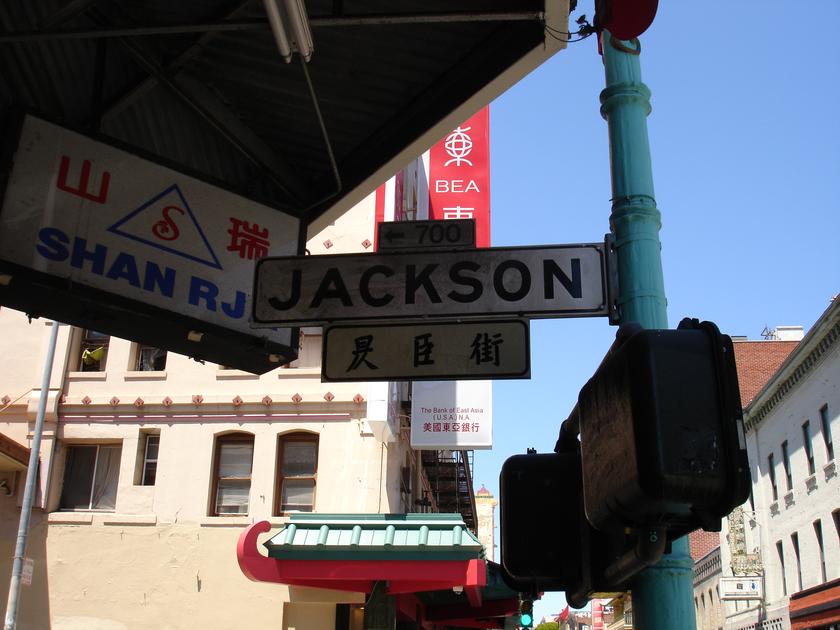 山
S
瑞
SHAN RJ
東
BEA
← 700
JACKSON
昃臣街
The Bank of East Asia
(U.S.A.) N.A.
美國東亞銀行